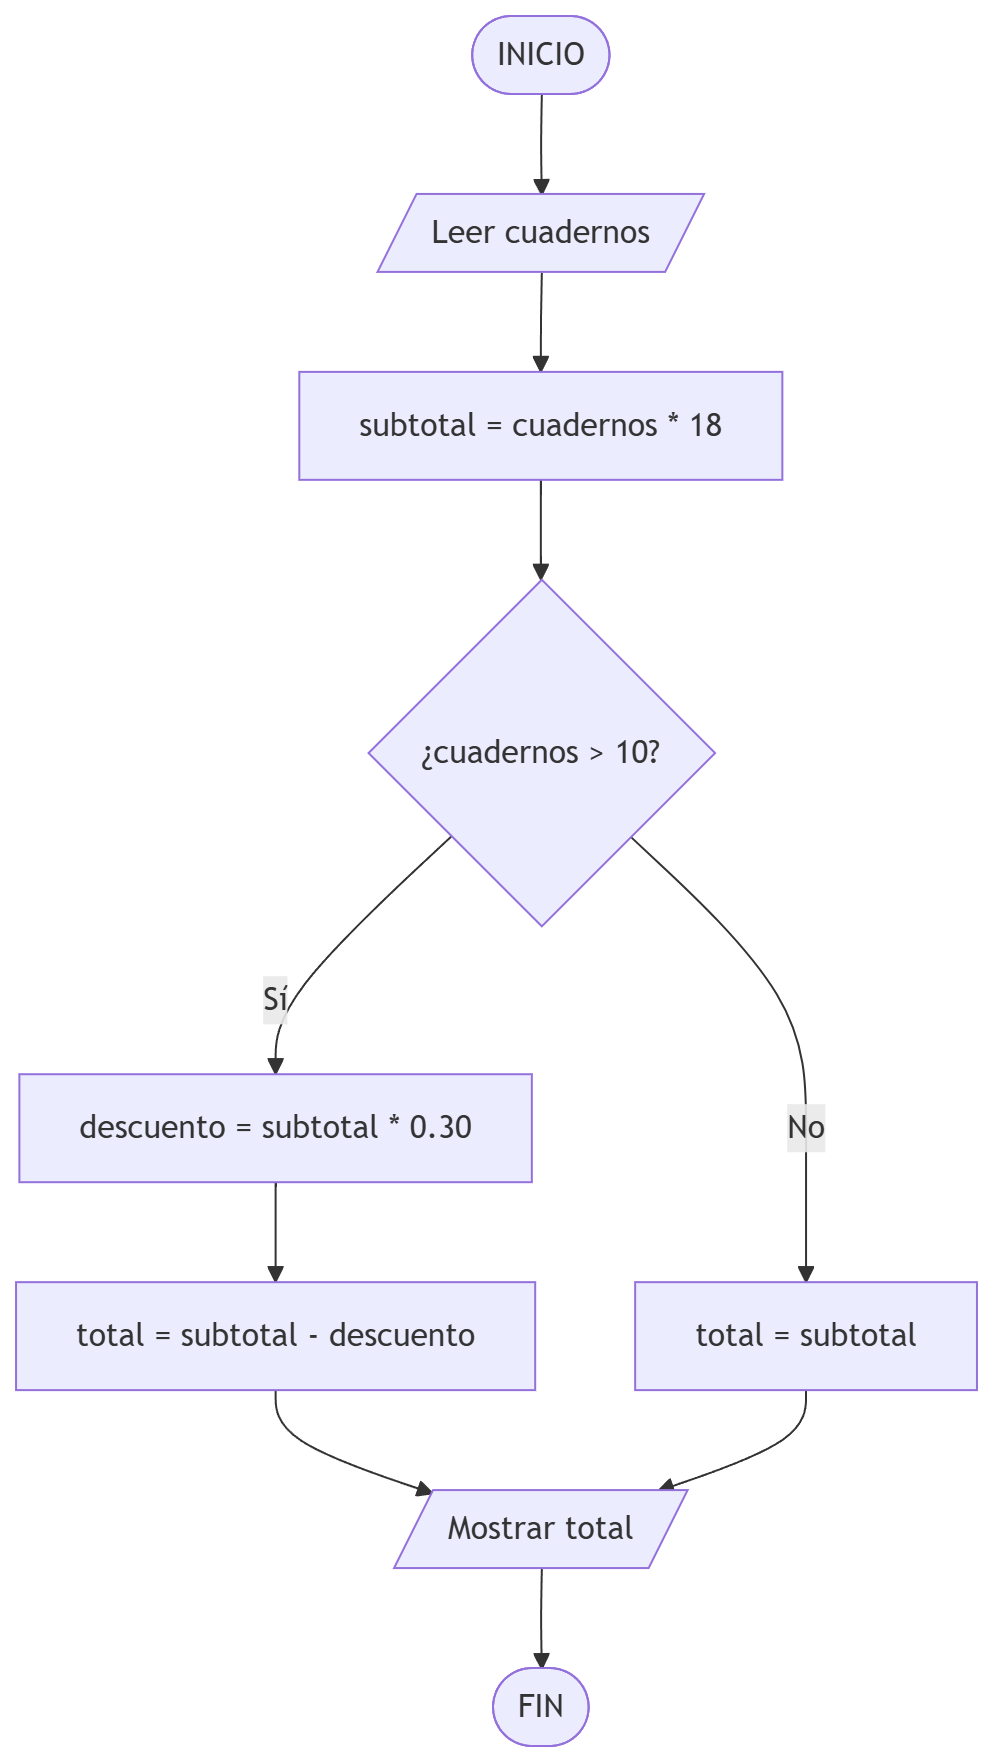 INICIO
Leer cuadernos
subtotal = cuadernos * 18
¿cuadernos > 10?
Sí
descuento = subtotal * 0.30
No
total = subtotal - descuento
total = subtotal
Mostrar total
FIN